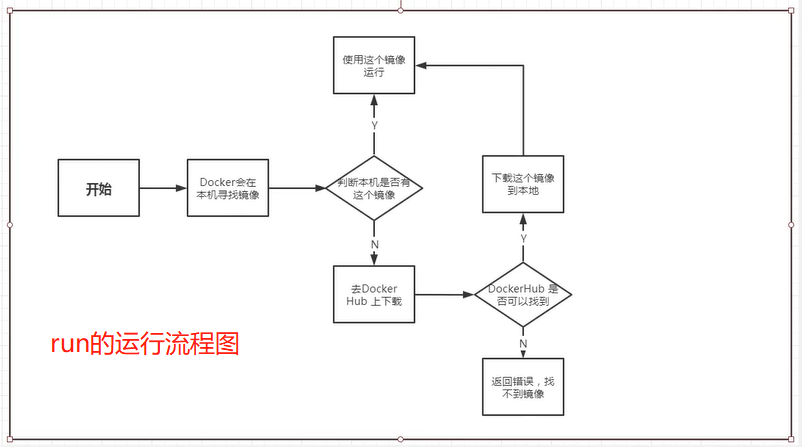 使用这个镜像
运行
Y
开始
Docker会在
本机寻找镜像
判断本机是否有
这个镜像
下载这个镜像
到本地
N
Y
去Docker
Hub 上下载
DockerHub 是
否可以找到
run的运行流程图
N
返回错误，找
不到镜像